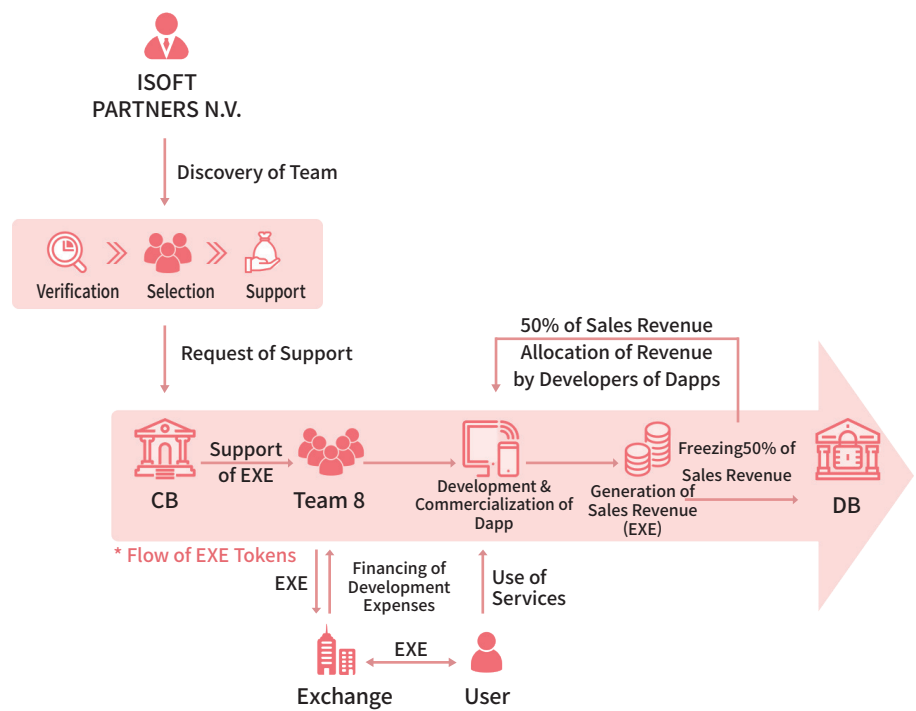 ISOFT
PARTNERS N.V.
Discovery of Team
Verification
Selection
Support
Request of Support
50% of Sales Revenue
Allocation of Revenue
by Developers of Dapps
CB
Support
of EXE
Team 8
Development &
Commercialization of
Dapp
Generation of
Sales Revenue
(EXE)
Freezing50% of
Sales Revenue
DB
* Flow of EXE Tokens
EXE
Financing of
Development
Expenses
Use of
Services
EXE
Exchange
User